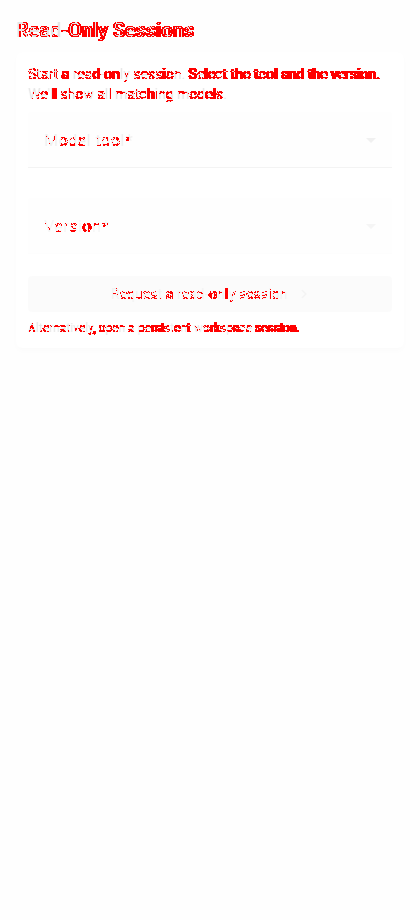 Read-Only Sessions
Start a read-only session. Select the tool and the version.
We'll show all matching models.
Model tool *
Version *
Request a read-only session
Alternatively, open a persistent workspace session.